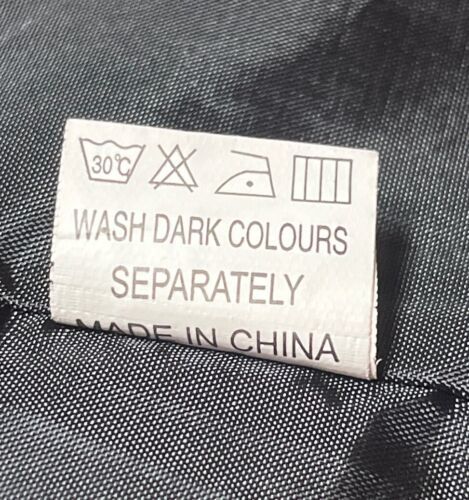 30°C
WASH DARK COLOURS
SEPARATELY
MADE IN CHINA